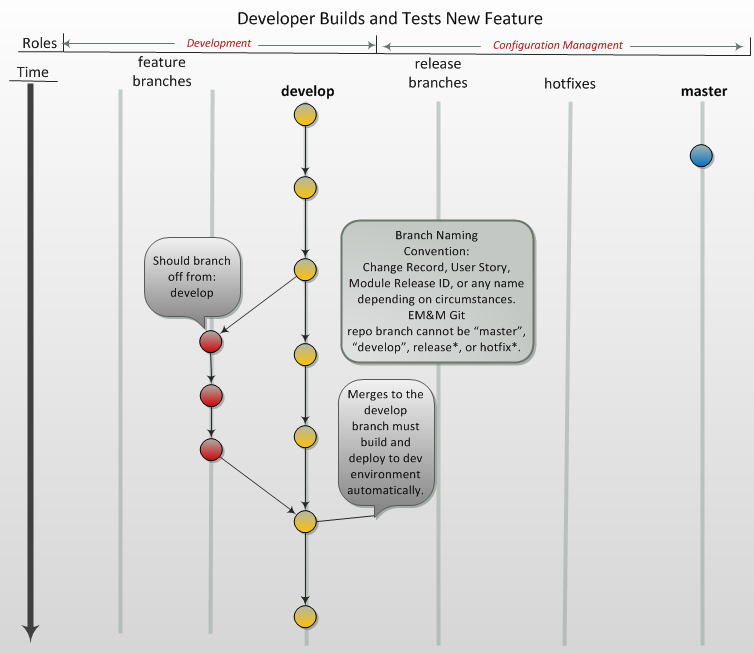 Developer Builds and Tests New Feature
Roles
Development
Configuration Managment
Time
feature
branches
develop
release
branches
hotfixes
master
Should branch
off from:
develop
Branch Naming
Convention:
Change Record, User Story,
Module Release ID, or any name
depending on circumstances.
EM&M Git
repo branch cannot be “master”,
“develop”, release*, or hotfix*.
Merges to the
develop
branch must
build and
deploy to dev
environment
automatically.